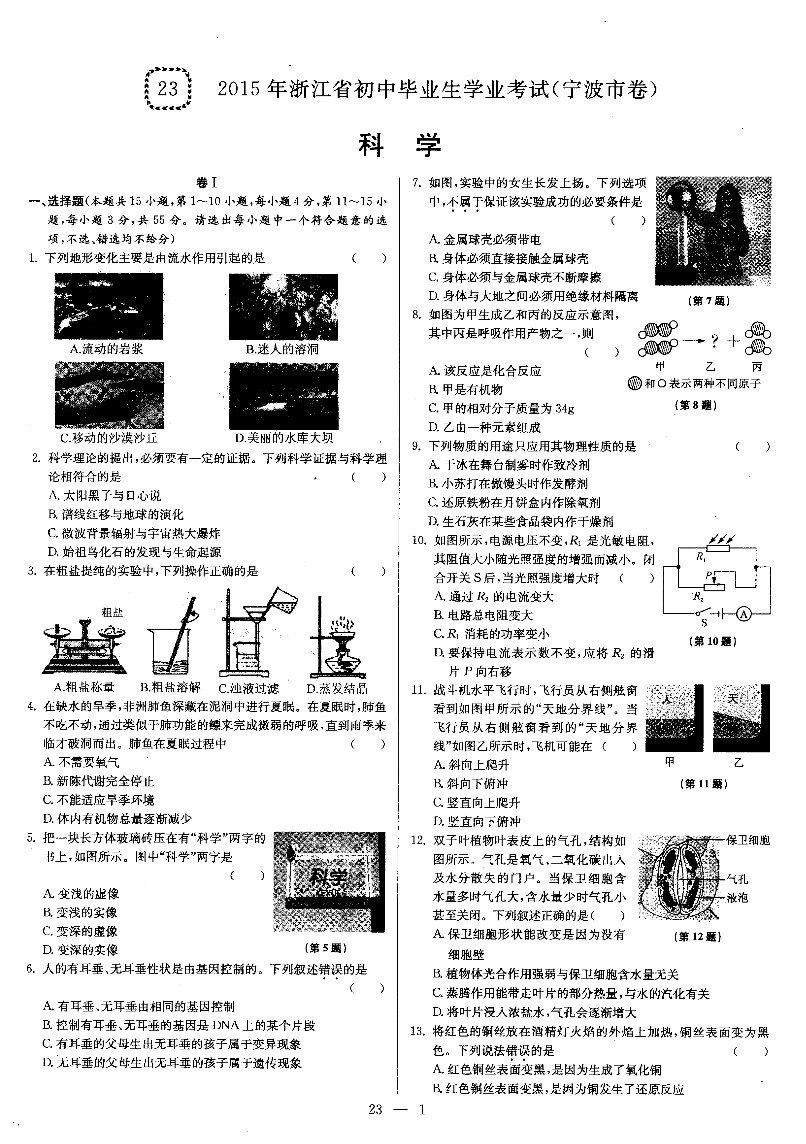 23
2015年浙江省初中毕业生学业考试(宁波市卷)
科 学
卷Ⅰ
一、选择题(本题共15小题,第1~10小题,每小题4分,第11~15小
题,每小题3分,共55分。请选出每小题中一个符合题意的选
项,不选、错选均不给分)
1. 下列地形变化主要是由流水作用引起的是 ( )
A.流动的岩浆 B.迷人的溶洞
C.移动的沙漠沙丘 D.美丽的水库大坝
2. 科学理论的提出,必须要有一定的证据。下列科学证据与科学理
论相符合的是 ( )
A. 太阳黑子与日心说
B. 谱线红移与地球的演化
C. 微波背景辐射与宇宙热大爆炸
D. 始祖鸟化石的发现与生命起源
3. 在粗盐提纯的实验中,下列操作正确的是 ( )
粗盐
A.粗盐称量 B.粗盐溶解 C.浊液过滤 D.蒸发结晶
4. 在缺水的旱季,非洲肺鱼深藏在泥洞中进行夏眠。在夏眠时,肺鱼
不吃不动,通过类似于肺功能的鳔来完成微弱的呼吸,直到雨季来
临才破洞而出。肺鱼在夏眠过程中 ( )
A. 不需要氧气
B. 新陈代谢完全停止
C. 不能适应旱季环境
D. 体内有机物总量逐渐减少
5. 把一块长方体玻璃砖压在有“科学”两字的
书上,如图所示。图中“科学”两字是
( )
A. 变浅的虚像
B. 变浅的实像
C. 变深的虚像
D. 变深的实像
科学
(第5题)
6. 人的有耳垂、无耳垂性状是由基因控制的。下列叙述错误的是
( )
A. 有耳垂、无耳垂由相同的基因控制
B. 控制有耳垂、无耳垂的基因是DNA上的某个片段
C. 有耳垂的父母生出无耳垂的孩子属于变异现象
D. 无耳垂的父母生出无耳垂的孩子属于遗传现象
7. 如图,实验中的女生长发上扬。下列选项
中,不属于保证该实验成功的必要条件是
( )
A. 金属球壳必须带电
B. 身体必须直接接触金属球壳
C. 身体必须与金属球壳不断摩擦
D. 身体与大地之间必须用绝缘材料隔离
(第7题)
8. 如图为甲生成乙和丙的反应示意图,
其中丙是呼吸作用产物之一,则
( )
A. 该反应是化合反应
B. 甲是有机物
C. 甲的相对分子质量为34g
D. 乙由一种元素组成
? +
甲 乙 丙
和○表示两种不同原子
(第8题)
9. 下列物质的用途只应用其物理性质的是 ( )
A. 干冰在舞台制雾时作致冷剂
B. 小苏打在做馒头时作发酵剂
C. 还原铁粉在月饼盒内作除氧剂
D. 生石灰在某些食品袋内作干燥剂
10. 如图所示,电源电压不变,R₁ 是光敏电阻,
其阻值大小随光照强度的增强而减小。闭
合开关S后,当光照强度增大时 ( )
A. 通过 R₂ 的电流变大
B. 电路总电阻变大
C. R₁ 消耗的功率变小
D. 要保持电流表示数不变,应将 R₂ 的滑
片 P 向右移
R₁
P
R₂
S
A
(第10题)
11. 战斗机水平飞行时,飞行员从右侧舷窗
看到如图甲所示的“天地分界线”。当
飞行员从右侧舷窗看到的“天地分界
线”如图乙所示时,飞机可能在 ( )
A. 斜向上爬升
B. 斜向下俯冲
C. 竖直向上爬升
D. 竖直向下俯冲
天 天
甲 乙
(第11题)
12. 双子叶植物叶表皮上的气孔,结构如
图所示。气孔是氧气、二氧化碳出入
及水分散失的门户。当保卫细胞含
水量多时气孔大,含水量少时气孔小
甚至关闭。下列叙述正确的是( )
A. 保卫细胞形状能改变是因为没有
细胞壁
B. 植物体光合作用强弱与保卫细胞含水量无关
C. 蒸腾作用能带走叶片的部分热量,与水的汽化有关
D. 将叶片浸入浓盐水,气孔会逐渐增大
保卫细胞
气孔
液泡
(第12题)
13. 将红色的铜丝放在酒精灯火焰的外焰上加热,铜丝表面变为黑
色。下列说法错误的是 ( )
A. 红色铜丝表面变黑,是因为生成了氧化铜
B. 红色铜丝表面变黑,是因为铜发生了还原反应
23 — 1